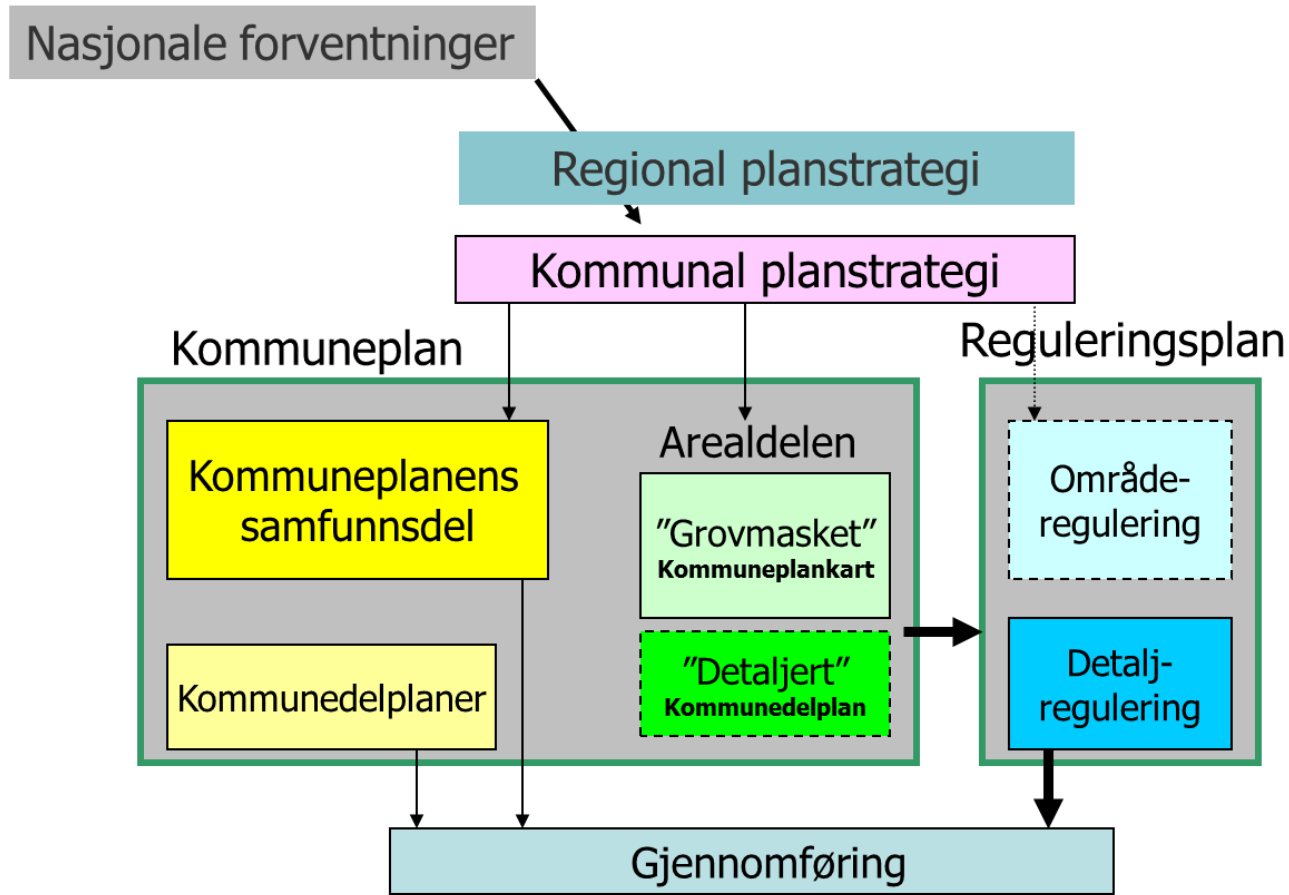 Nasjonale forventninger
Regional planstrategi
Kommunal planstrategi
Kommuneplan
Reguleringsplan
Kommuneplanens
samfunnsdel
Arealdelen
”Grovmasket”
Kommuneplankart
Område-
regulering
Kommunedelplaner
”Detaljert”
Kommunedelplan
Detalj-
regulering
Gjennomføring